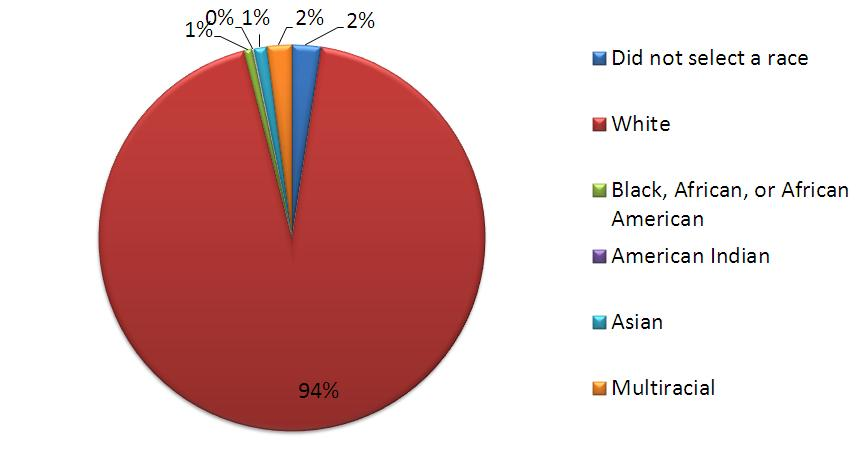 1%
0%
1%
2%
2%
94%
Did not select a race
White
Black, African, or African
American
American Indian
Asian
Multiracial